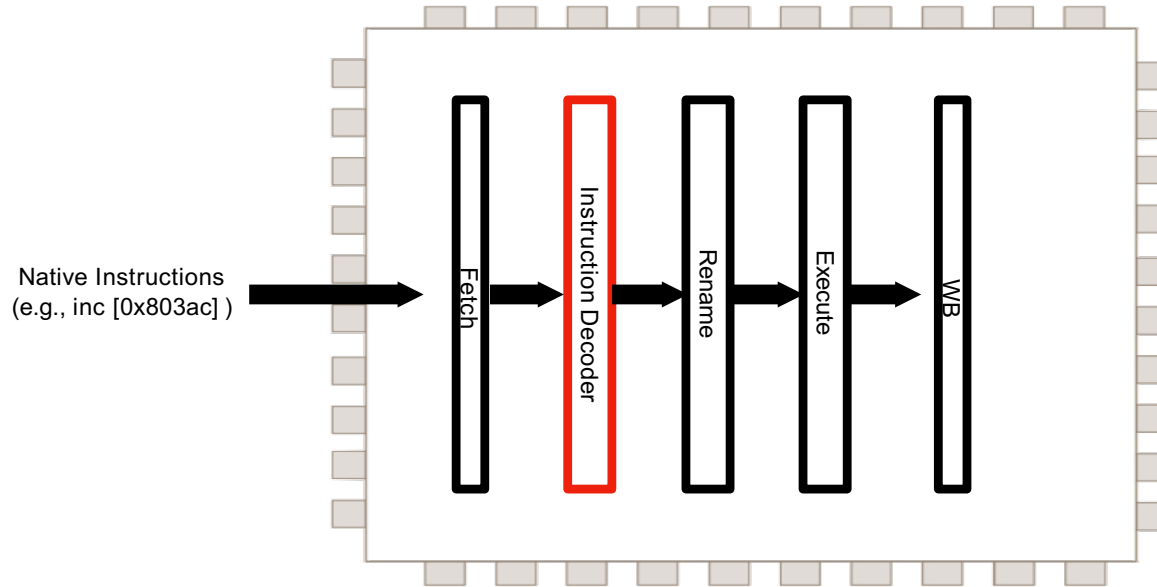 Native Instructions
(e.g., inc [0x803ac] )
Fetch
Instruction Decoder
Rename
Execute
WB